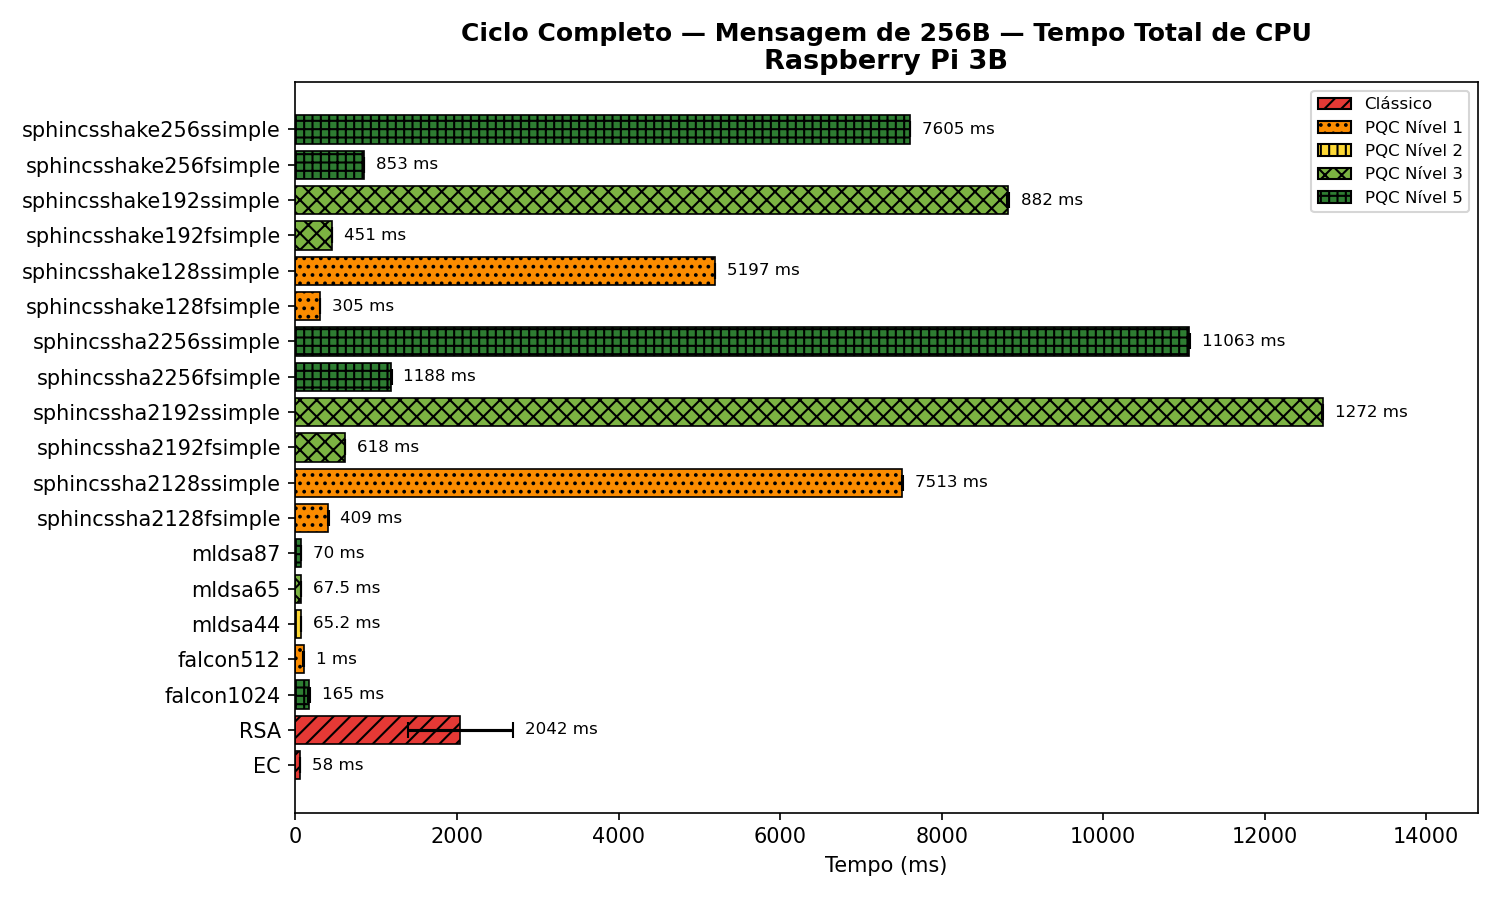 Ciclo Completo — Mensagem de 256B — Tempo Total de CPU
Raspberry Pi 3B
Clássico
PQC Nível 1
PQC Nível 2
PQC Nível 3
PQC Nível 5
sphincsshake256ssimple 7605 ms
sphincsshake256fsimple 853 ms
sphincsshake192ssimple 882 ms
sphincsshake192fsimple 451 ms
sphincsshake128ssimple 5197 ms
sphincsshake128fsimple 305 ms
sphincssha2256ssimple 11063 ms
sphincssha2256fsimple 1188 ms
sphincssha2192ssimple 1272 ms
sphincssha2192fsimple 618 ms
sphincssha2128ssimple 7513 ms
sphincssha2128fsimple 409 ms
mldsa87 70 ms
mldsa65 67.5 ms
mldsa44 65.2 ms
falcon512 1 ms
falcon1024 165 ms
RSA 2042 ms
EC 58 ms
0 2000 4000 6000 8000 10000 12000 14000
Tempo (ms)